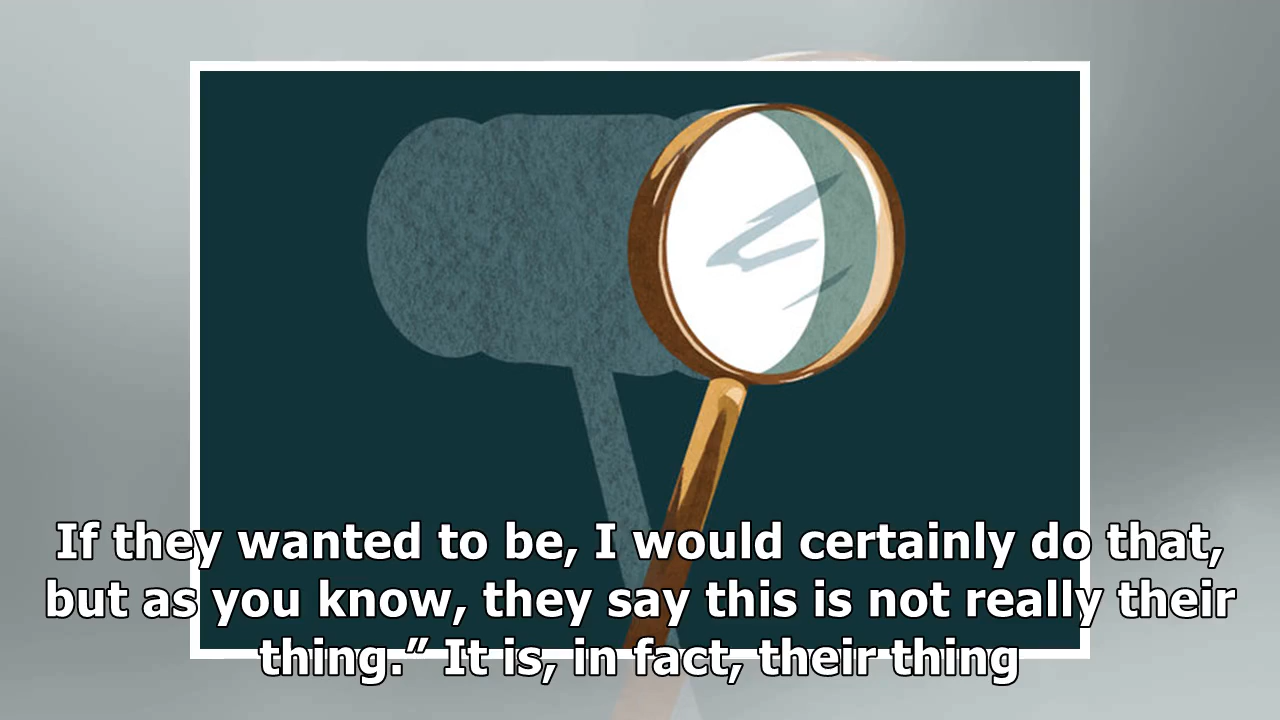 If they wanted to be, I would certainly do that,
but as you know, they say this is not really their
thing.” It is, in fact, their thing